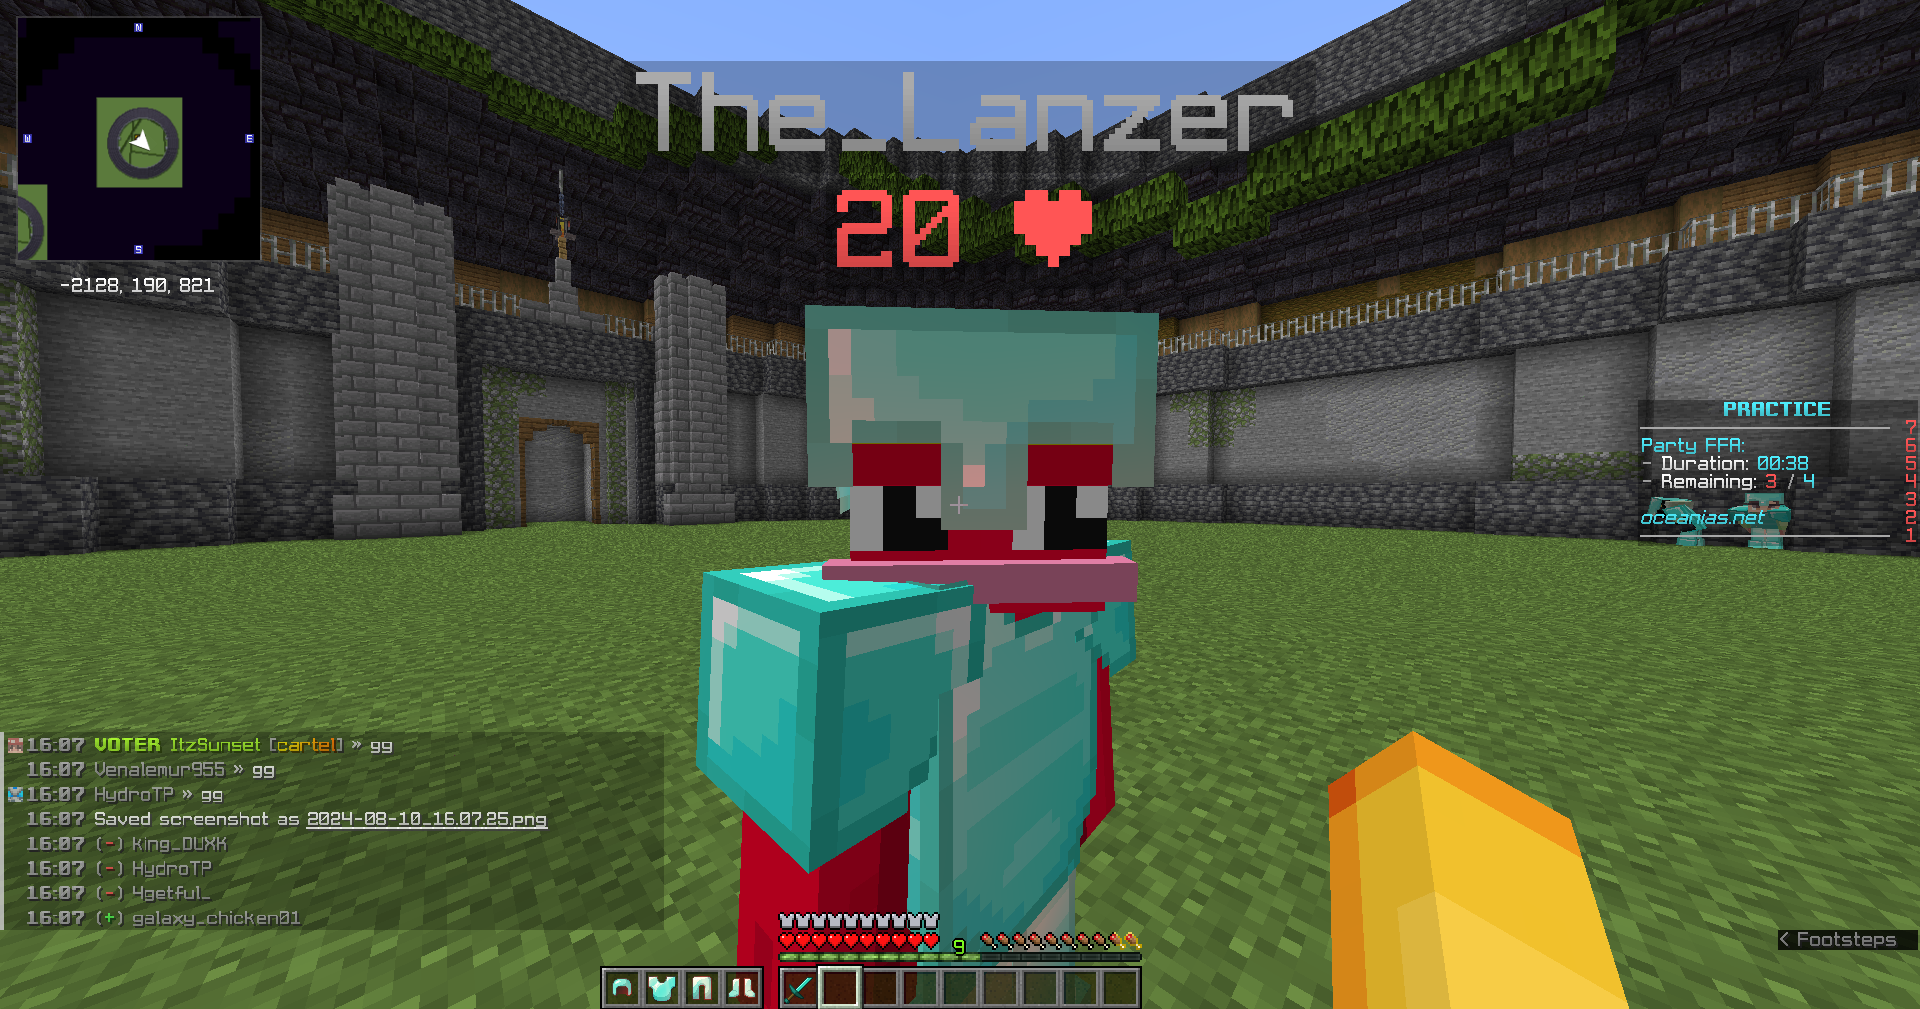 N
W
E
S
-2128, 190, 821
The_Lanzer
20
PRACTICE
7
Party FFA:
6
- Duration: 00:38
5
- Remaining: 3 / 4
4
3
oceanias.net
2
1
16:07 VOTER ItzSunset [cartel] » gg
16:07 Venalemur955 » gg
16:07 HydroTP » gg
16:07 Saved screenshot as 2024-08-10_16.07.25.png
16:07 (-) king_DUXK
16:07 (-) HydroTP
16:07 (-) 4getful_
16:07 (+) galaxy_chicken01
9
< Footsteps